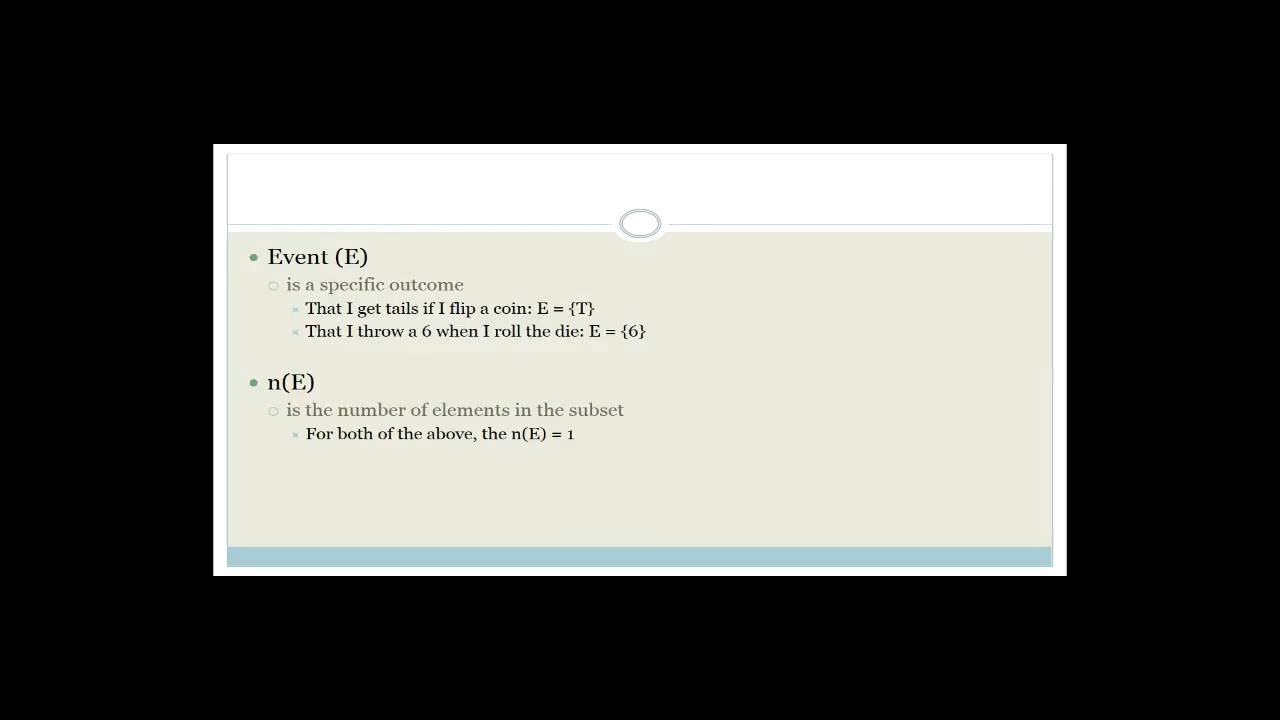 Event (E)
is a specific outcome
That I get tails if I flip a coin: E = {T}
That I throw a 6 when I roll the die: E = {6}
n(E)
is the number of elements in the subset
For both of the above, the n(E) = 1